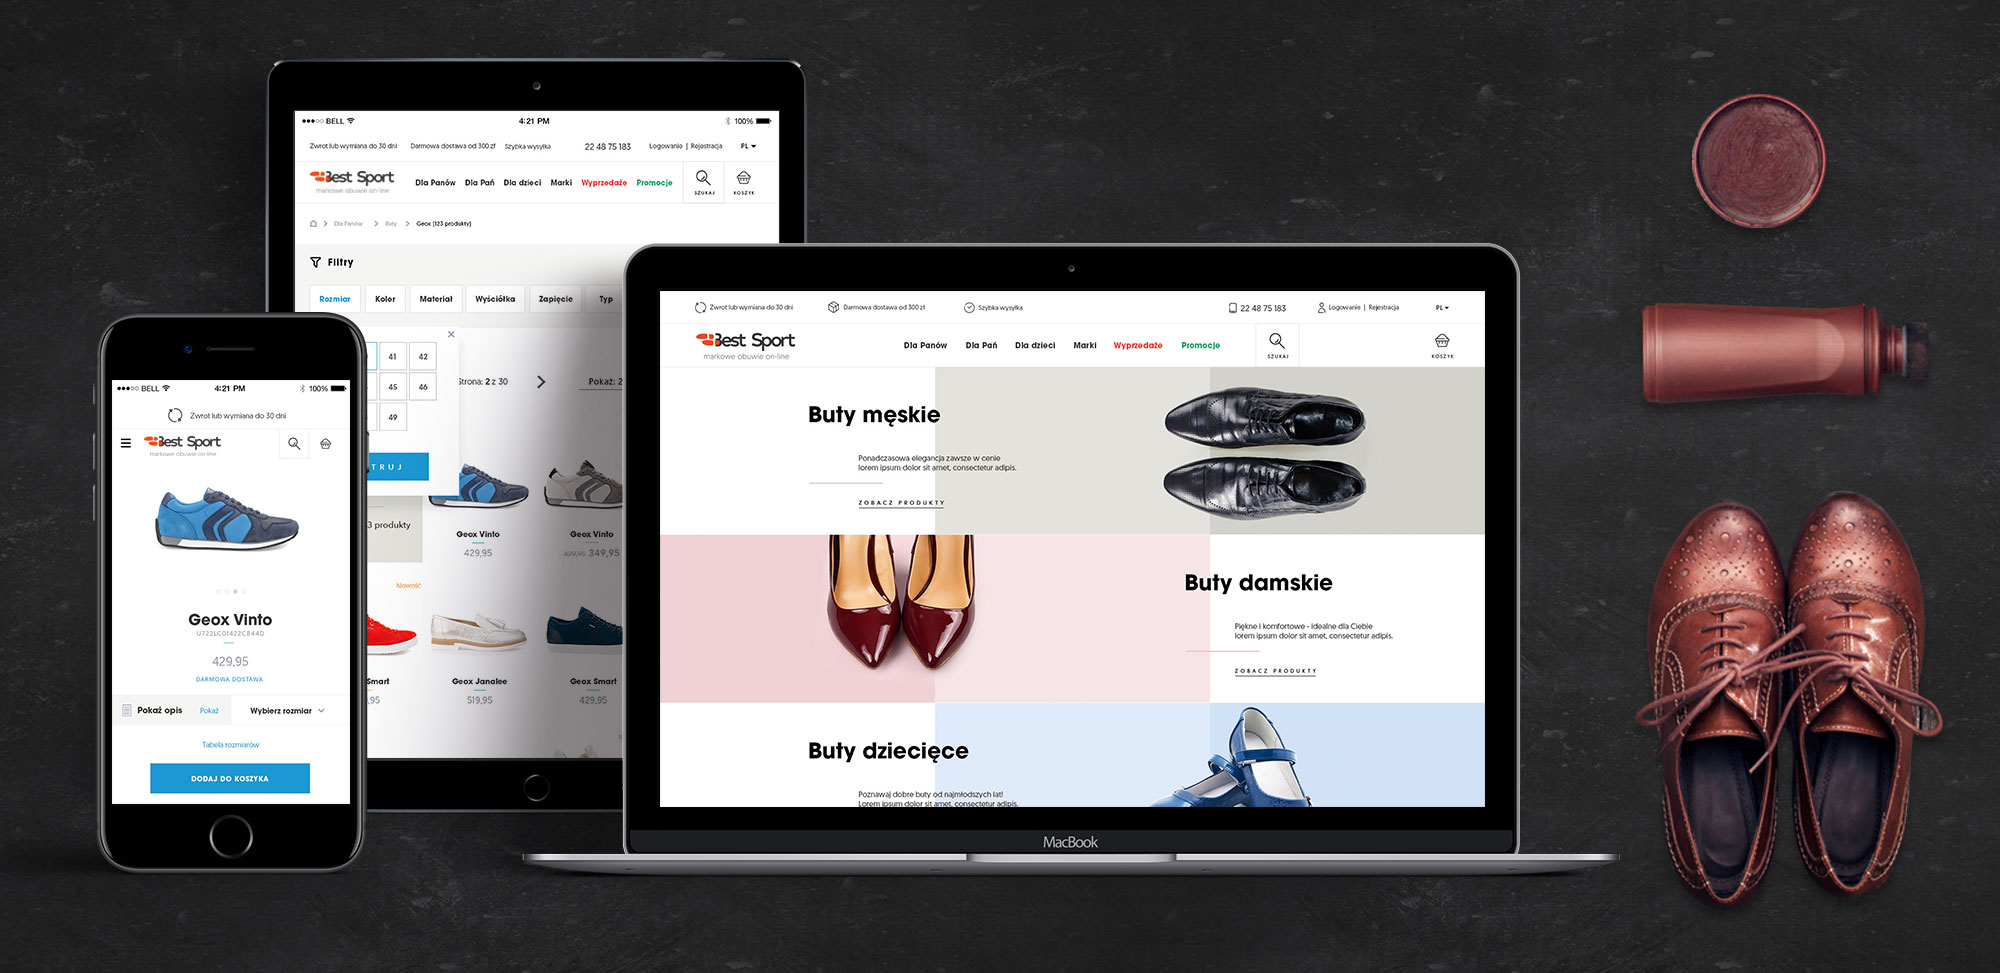 ●●●○○ BELL 4:21 PM 100%
Zwrot lub wymiana do 30 dni Darmowa dostawa od 300 zł Szybka wysyłka 22 48 75 183 Logowanie | Rejestracja PL
Best Sport
markowe obuwie on-line
Dla Panów Dla Pań Dla dzieci Marki Wyprzedaże Promocje
SZUKAJ KOSZYK
Dla Panów > Buty > Geox (123 produkty)
Filtry
Rozmiar Kolor Materiał Wyściółka Zapięcie Typ
41 42
45 46
49
TRUJ
Strona: 2 z 30
Pokaż: 2
3 produkty
Geox Vinto
429,95
Geox Vinto
429,95 349,95
Nowość
Smart
,95
Geox Janalee
519,95
Geox Smart
429,95
●●●○○ BELL 4:21 PM 100%
Zwrot lub wymiana do 30 dni
Best Sport
markowe obuwie on-line
Geox Vinto
U722LC01422CB44D
429,95
DARMOWA DOSTAWA
Pokaż opis Pokaż Wybierz rozmiar
Tabela rozmiarów
DODAJ DO KOSZYKA
Zwrot lub wymiana do 30 dni Darmowa dostawa od 300 zł Szybka wysyłka 22 48 75 183 Logowanie | Rejestracja PL
Best Sport
markowe obuwie on-line
Dla Panów Dla Pań Dla dzieci Marki Wyprzedaże Promocje
SZUKAJ KOSZYK
Buty męskie
Ponadczasowa elegancja zawsze w cenie
lorem ipsum dolor sit amet, consectetur adipis.
ZOBACZ PRODUKTY
Buty damskie
Piękne i komfortowe - idealne dla Ciebie
lorem ipsum dolor sit amet, consectetur adipis.
ZOBACZ PRODUKTY
Buty dziecięce
Poznawaj dobre buty od najmłodszych lat!
Lorem ipsum dolor sit amet, consectetur adipis.
MacBook